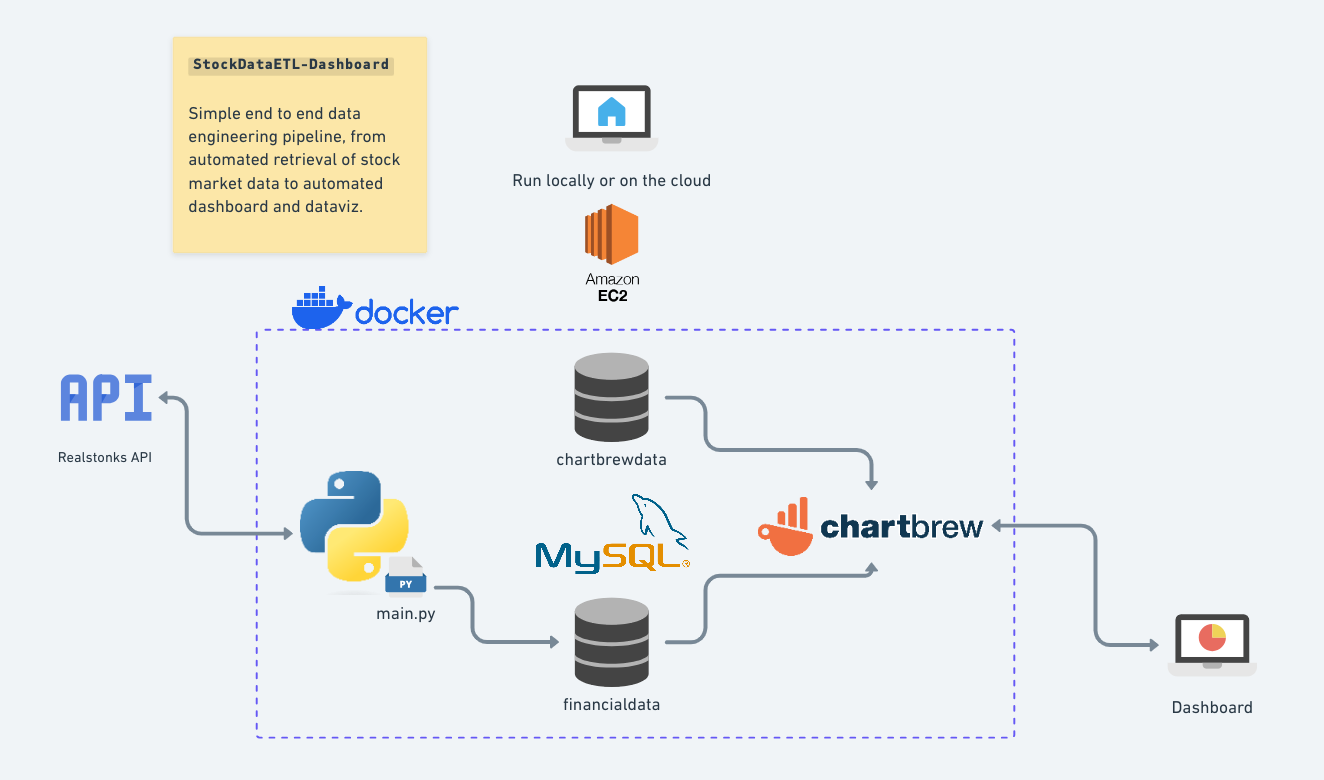 StockDataETL-Dashboard
Simple end to end data
engineering pipeline, from
automated retrieval of stock
market data to automated
dashboard and dataviz.
Run locally or on the cloud
Amazon
EC2
docker
API
Realstonks API
chartbrewdata
MySQL®
chartbrew
PY
main.py
financialdata
Dashboard